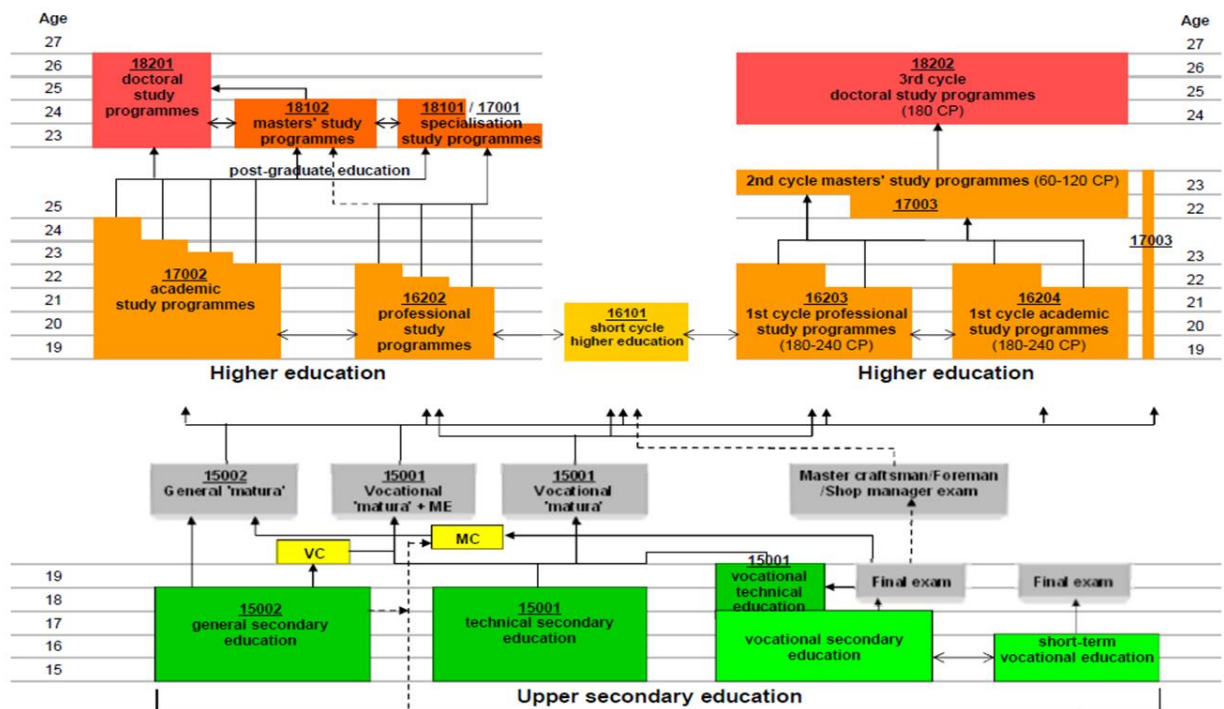 Age
27
26
25
24
23
25
24
23
22
21
20
19
18201
doctoral
study
programmes
18102
masters' study
programmes
18101 / 17001
specialisation
study programmes
post-graduate education
17002
academic
study programmes
16202
professional
study
programmes
Higher education
16101
short cycle
higher education
Age
27
26
25
24
23
22
23
22
21
20
19
18202
3rd cycle
doctoral study programmes
(180 CP)
2nd cycle masters' study programmes (60-120 CP)
17003
17003
16203
1st cycle professional
study programmes
(180-240 CP)
16204
1st cycle academic
study programmes
(180-240 CP)
Higher education
15002
General 'matura'
15001
Vocational
'matura' + ME
15001
Vocational
'matura'
Master craftsman/Foreman
/Shop manager exam
VC
MC
19
18
17
16
15
15002
general secondary
education
15001
technical secondary
education
15001
vocational
technical
education
Final exam
Final exam
vocational secondary
education
short-term
vocational education
Upper secondary education